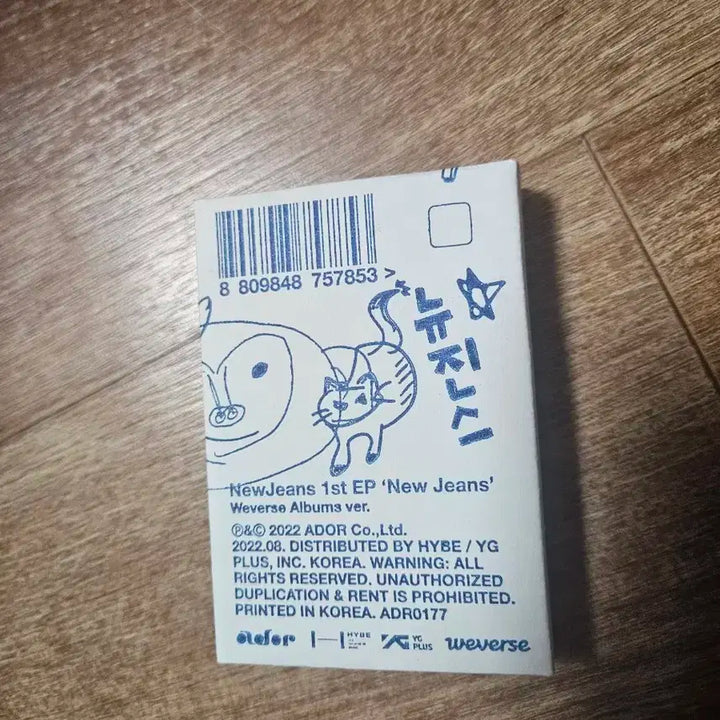 8 809848 757853 >
뉴진스
NewJeans 1st EP ‘New Jeans’
Weverse Albums ver.
℗&© 2022 ADOR Co.,Ltd.
2022.08. DISTRIBUTED BY HYBE / YG
PLUS, INC. KOREA. WARNING: ALL
RIGHTS RESERVED. UNAUTHORIZED
DUPLICATION & RENT IS PROHIBITED.
PRINTED IN KOREA. ADR0177
ador HYBE YG PLUS weverse